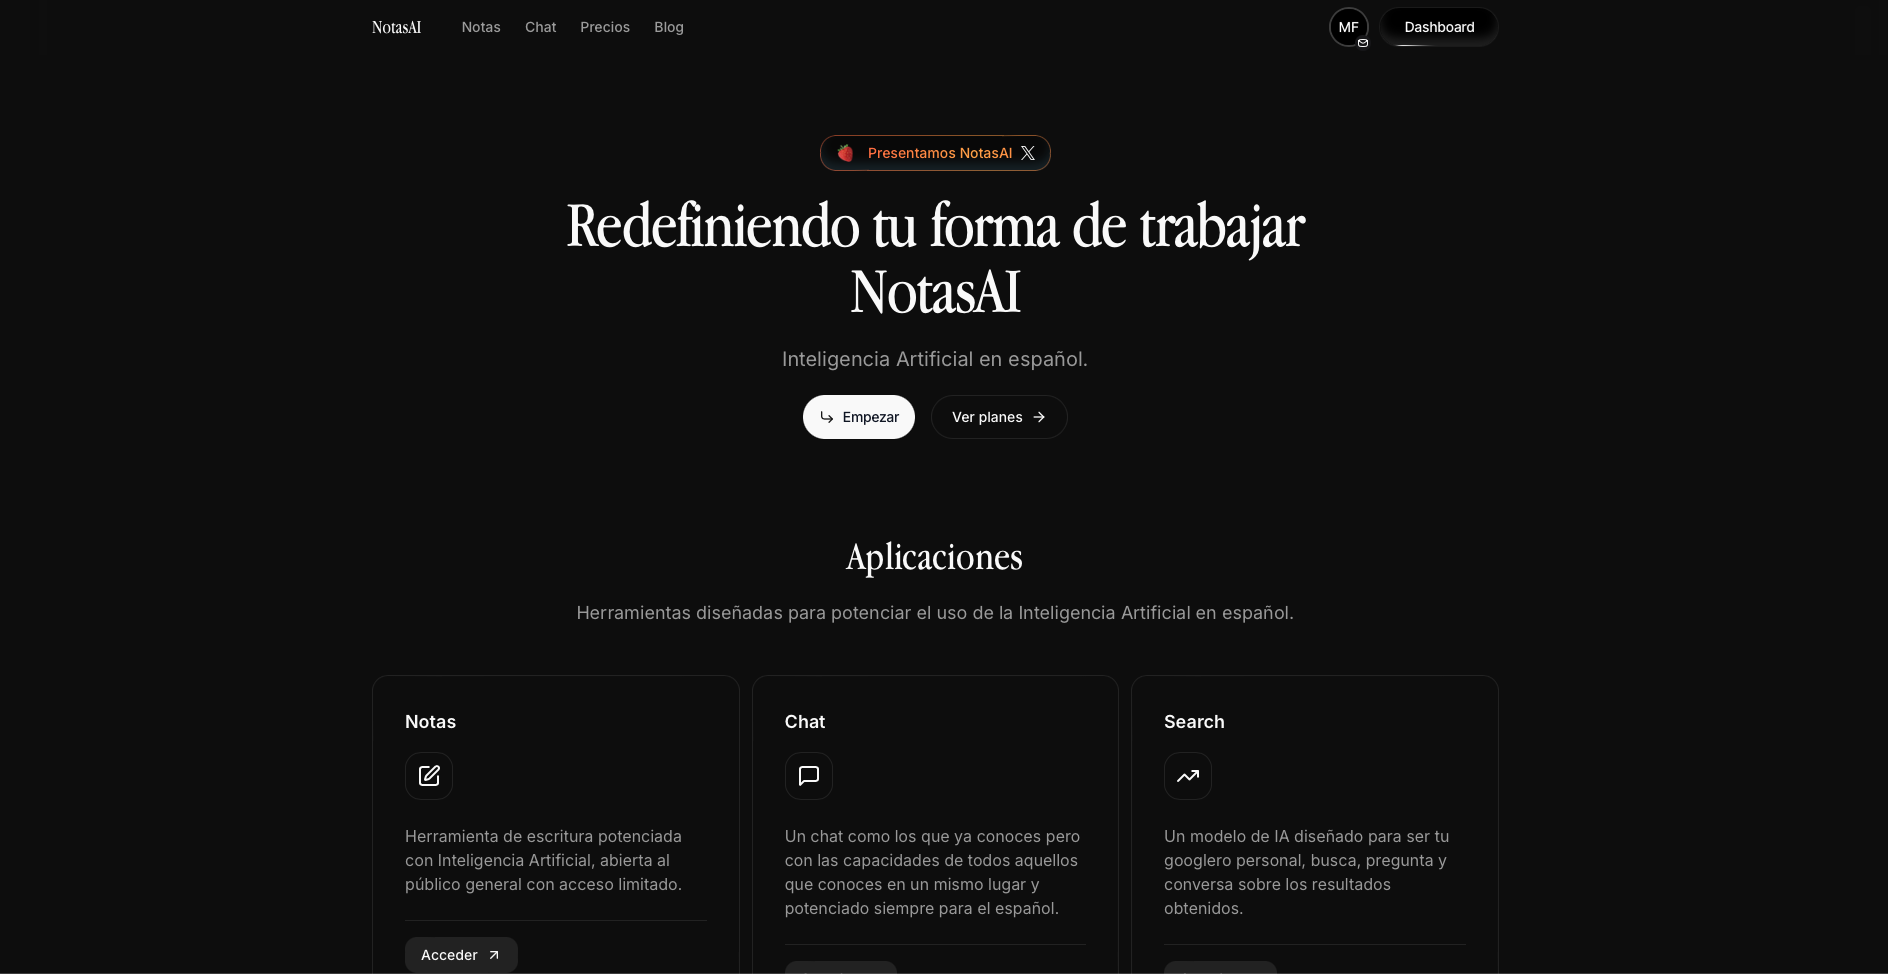 NotasAI
Notas
Chat
Precios
Blog
MF
Dashboard
Presentamos NotasAI
Redefiniendo tu forma de trabajar
NotasAI
Inteligencia Artificial en español.
Empezar
Ver planes
Aplicaciones
Herramientas diseñadas para potenciar el uso de la Inteligencia Artificial en español.
Notas
Herramienta de escritura potenciada
con Inteligencia Artificial, abierta al
público general con acceso limitado.
Acceder
Chat
Un chat como los que ya conoces pero
con las capacidades de todos aquellos
que conoces en un mismo lugar y
potenciado siempre para el español.
Search
Un modelo de IA diseñado para ser tu
googlero personal, busca, pregunta y
conversa sobre los resultados
obtenidos.